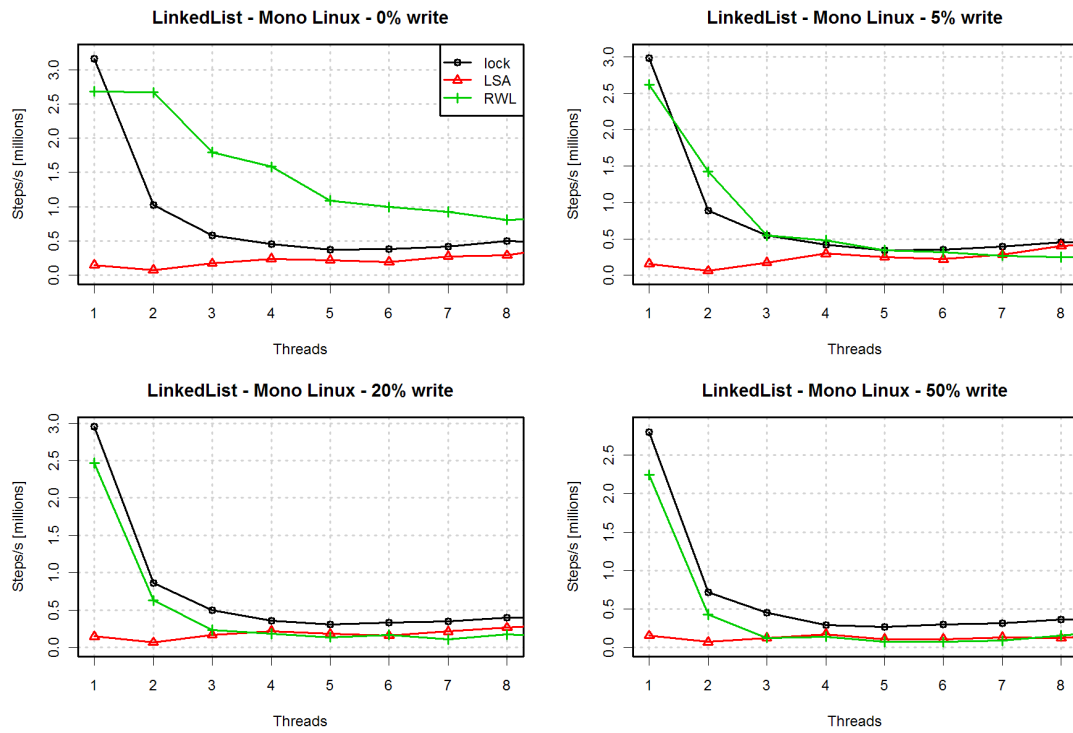 LinkedList - Mono Linux - 0% write
Steps/s [millions]
3.0
2.5
2.0
1.5
1.0
0.5
0.0
lock
LSA
RWL
1 2 3 4 5 6 7 8
Threads
LinkedList - Mono Linux - 5% write
Steps/s [millions]
3.0
2.5
2.0
1.5
1.0
0.5
0.0
1 2 3 4 5 6 7 8
Threads
LinkedList - Mono Linux - 20% write
Steps/s [millions]
3.0
2.5
2.0
1.5
1.0
0.5
0.0
1 2 3 4 5 6 7 8
Threads
LinkedList - Mono Linux - 50% write
Steps/s [millions]
2.5
2.0
1.5
1.0
0.5
0.0
1 2 3 4 5 6 7 8
Threads